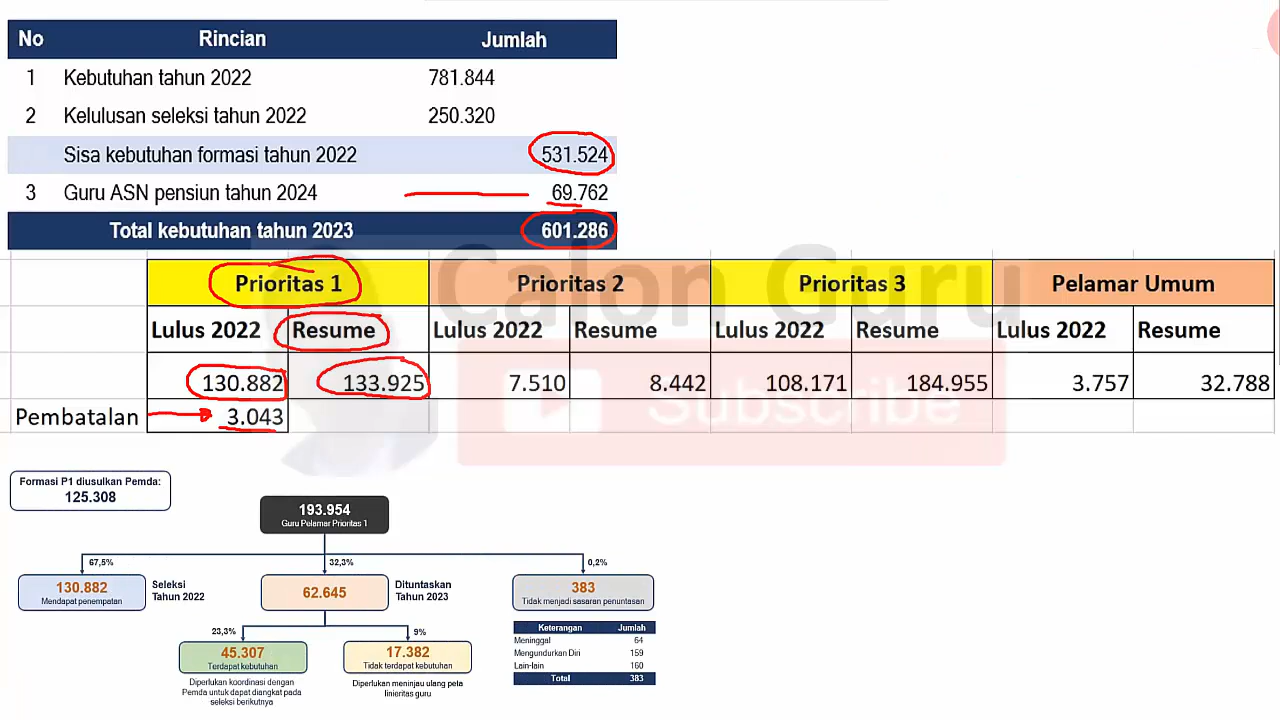 No Rincian Jumlah
1 Kebutuhan tahun 2022 781.844
2 Kelulusan seleksi tahun 2022 250.320
Sisa kebutuhan formasi tahun 2022 531.524
3 Guru ASN pensiun tahun 2024 69.762
Total kebutuhan tahun 2023 601.286
Calon Guru
Prioritas 1 Prioritas 2 Prioritas 3 Pelamar Umum
Lulus 2022 Resume Lulus 2022 Resume Lulus 2022 Resume Lulus 2022 Resume
130.882 133.925 7.510 8.442 108.171 184.955 3.757 32.788
Subscribe
Pembatalan 3.043
Formasi P1 diusulkan Pemda:
125.308
193.954
Guru Pelamar Prioritas 1
67,5% 32,3% 0,2%
130.882
Mendapat penempatan
Seleksi
Tahun 2022
62.645
Dituntaskan
Tahun 2023
383
Tidak menjadi sasaran penuntasan
23,3% 9%
45.307
Terdapat kebutuhan
17.382
Tidak terdapat kebutuhan
Diperlukan koordinasi dengan
Pemda untuk dapat diangkat pada
seleksi berikutnya
Diperlukan meninjau ulang peta
linieritas guru
Keterangan Jumlah
Meninggal 64
Mengundurkan Diri 159
Lain-lain 160
Total 383